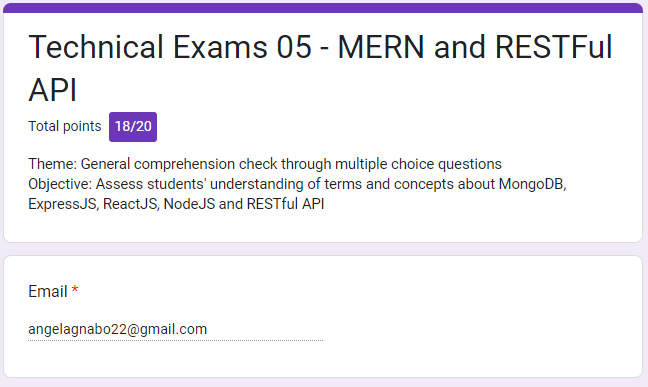 Technical Exams 05 - MERN and RESTFul
API
Total points 18/20
Theme: General comprehension check through multiple choice questions
Objective: Assess students' understanding of terms and concepts about MongoDB,
ExpressJS, ReactJS, NodeJS and RESTful API
Email *
angelagnabo22@gmail.com